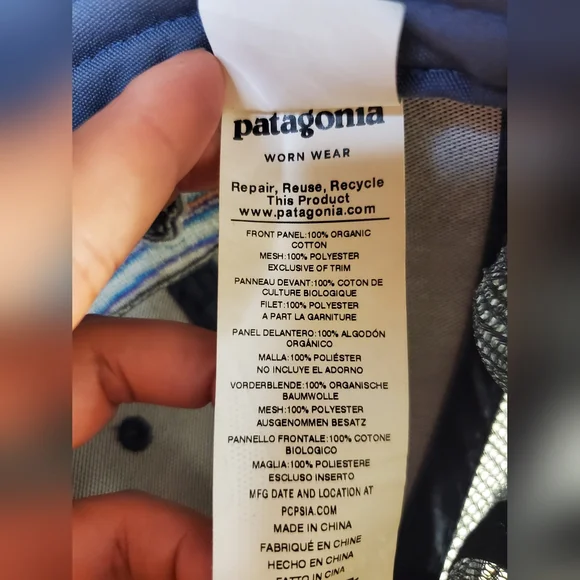 patagonia
WORN WEAR
Repair, Reuse, Recycle
This Product
www.patagonia.com
FRONT PANEL:100% ORGANIC
COTTON
MESH:100% POLYESTER
EXCLUSIVE OF TRIM
PANNEAU DEVANT:100% COTON DE
CULTURE BIOLOGIQUE
FILET:100% POLYESTER
A PART LA GARNITURE
PANEL DELANTERO:100% ALGODÓN
ORGÁNICO
MALLA:100% POLIÉSTER
NO INCLUYE EL ADORNO
VORDERBLENDE:100% ORGANISCHE
BAUMWOLLE
MESH:100% POLYESTER
AUSGENOMMEN BESATZ
PANNELLO FRONTALE:100% COTONE
BIOLOGICO
MAGLIA:100% POLIESTERE
ESCLUSO INSERTO
MFG DATE AND LOCATION AT
PCPSIA.COM
MADE IN CHINA
FABRIQUÉ EN CHINE
HECHO EN CHINA
FATTO IN CINA